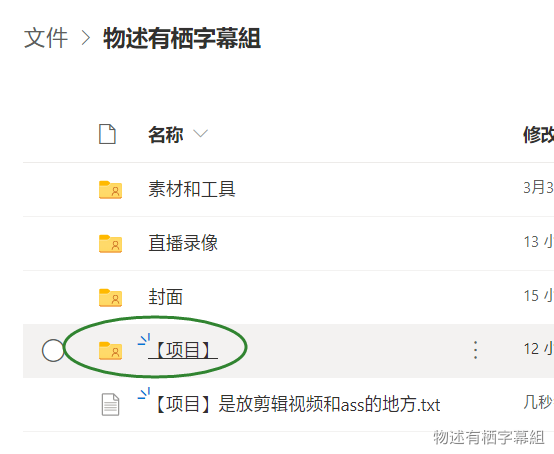 文件 > 物述有栖字幕組
名称 修改
素材和工具 3月3
直播录像 13 小
封面 15 小
【项目】 12 小
【项目】是放剪辑视频和ass的地方.txt 几秒
物述有栖字幕組